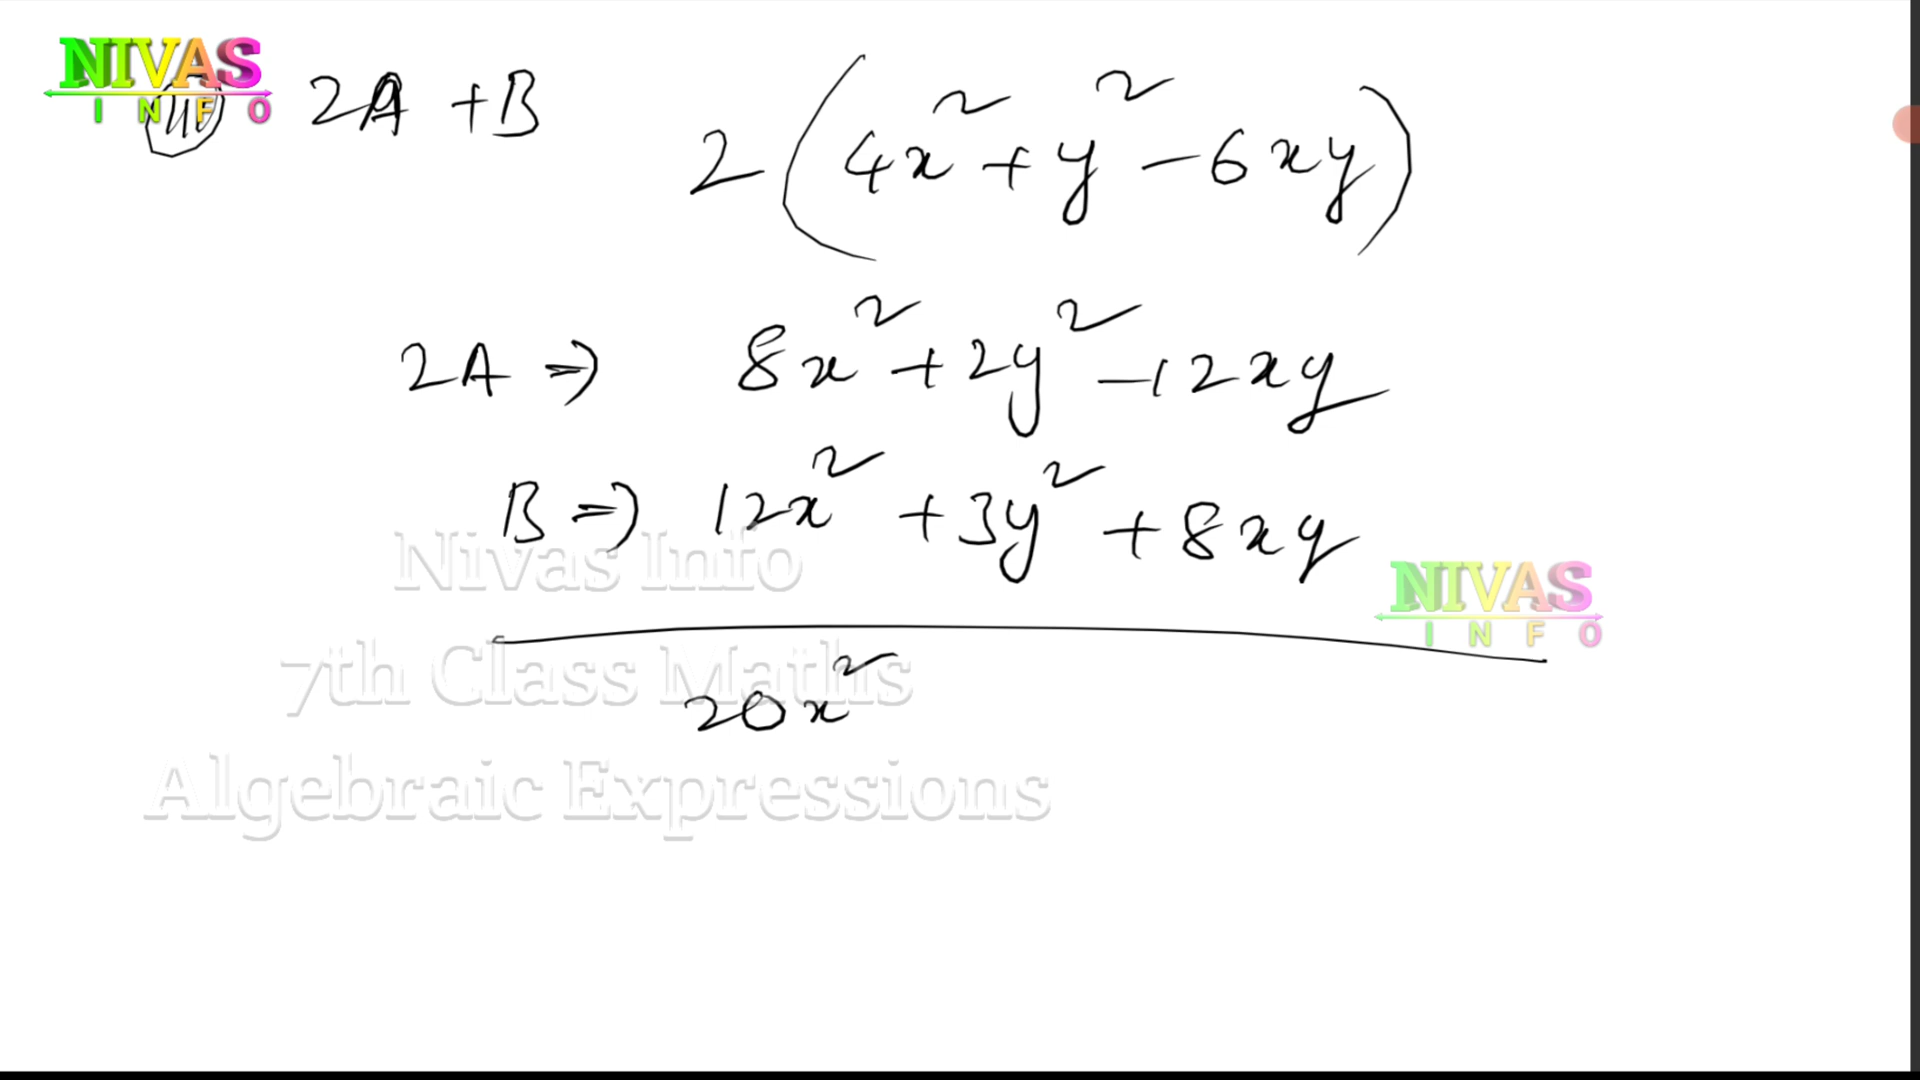 NIVAS
INFO
2A + B
2(4x² + y² - 6xy)
2A ⇒ 8x² + 2y² - 12xy
B ⇒ 12x² + 3y² + 8xy
Nivas Info
NIVAS
INFO
7th Class Maths
20x²
Algebraic Expressions